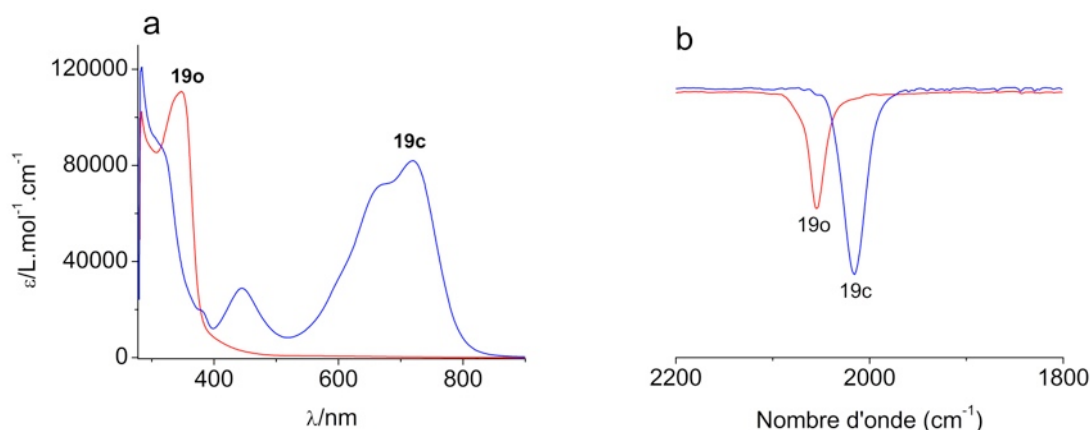 a
120000
80000
40000
0
ε/L.mol⁻¹.cm⁻¹
19o
19c
400
600
800
λ/nm
b
19o
19c
2200
2000
1800
Nombre d'onde (cm⁻¹)